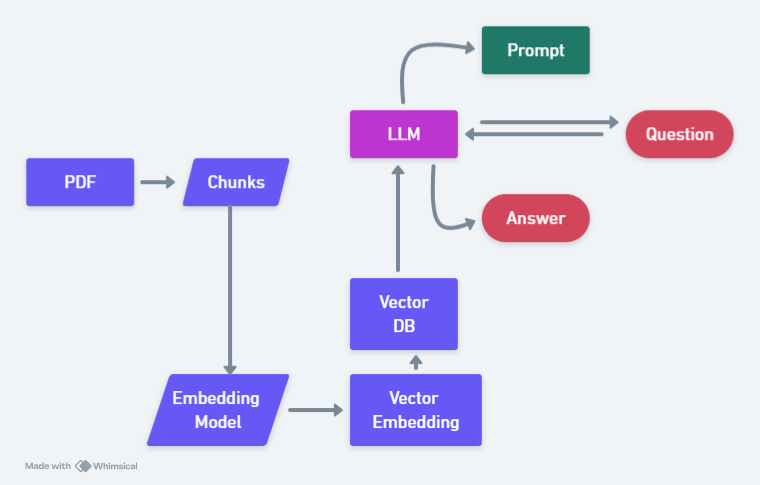 Prompt
LLM
Question
PDF
Chunks
Answer
Vector
DB
Embedding
Model
Vector
Embedding
Made with Whimsical